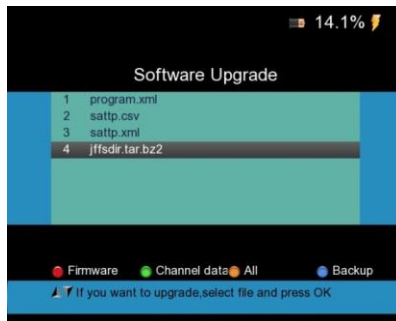 14.1%
Software Upgrade
1 program.xml
2 sattp.csv
3 sattp.xml
4 jffsdir.tar.bz2
Firmware Channel data All Backup
If you want to upgrade,select file and press OK